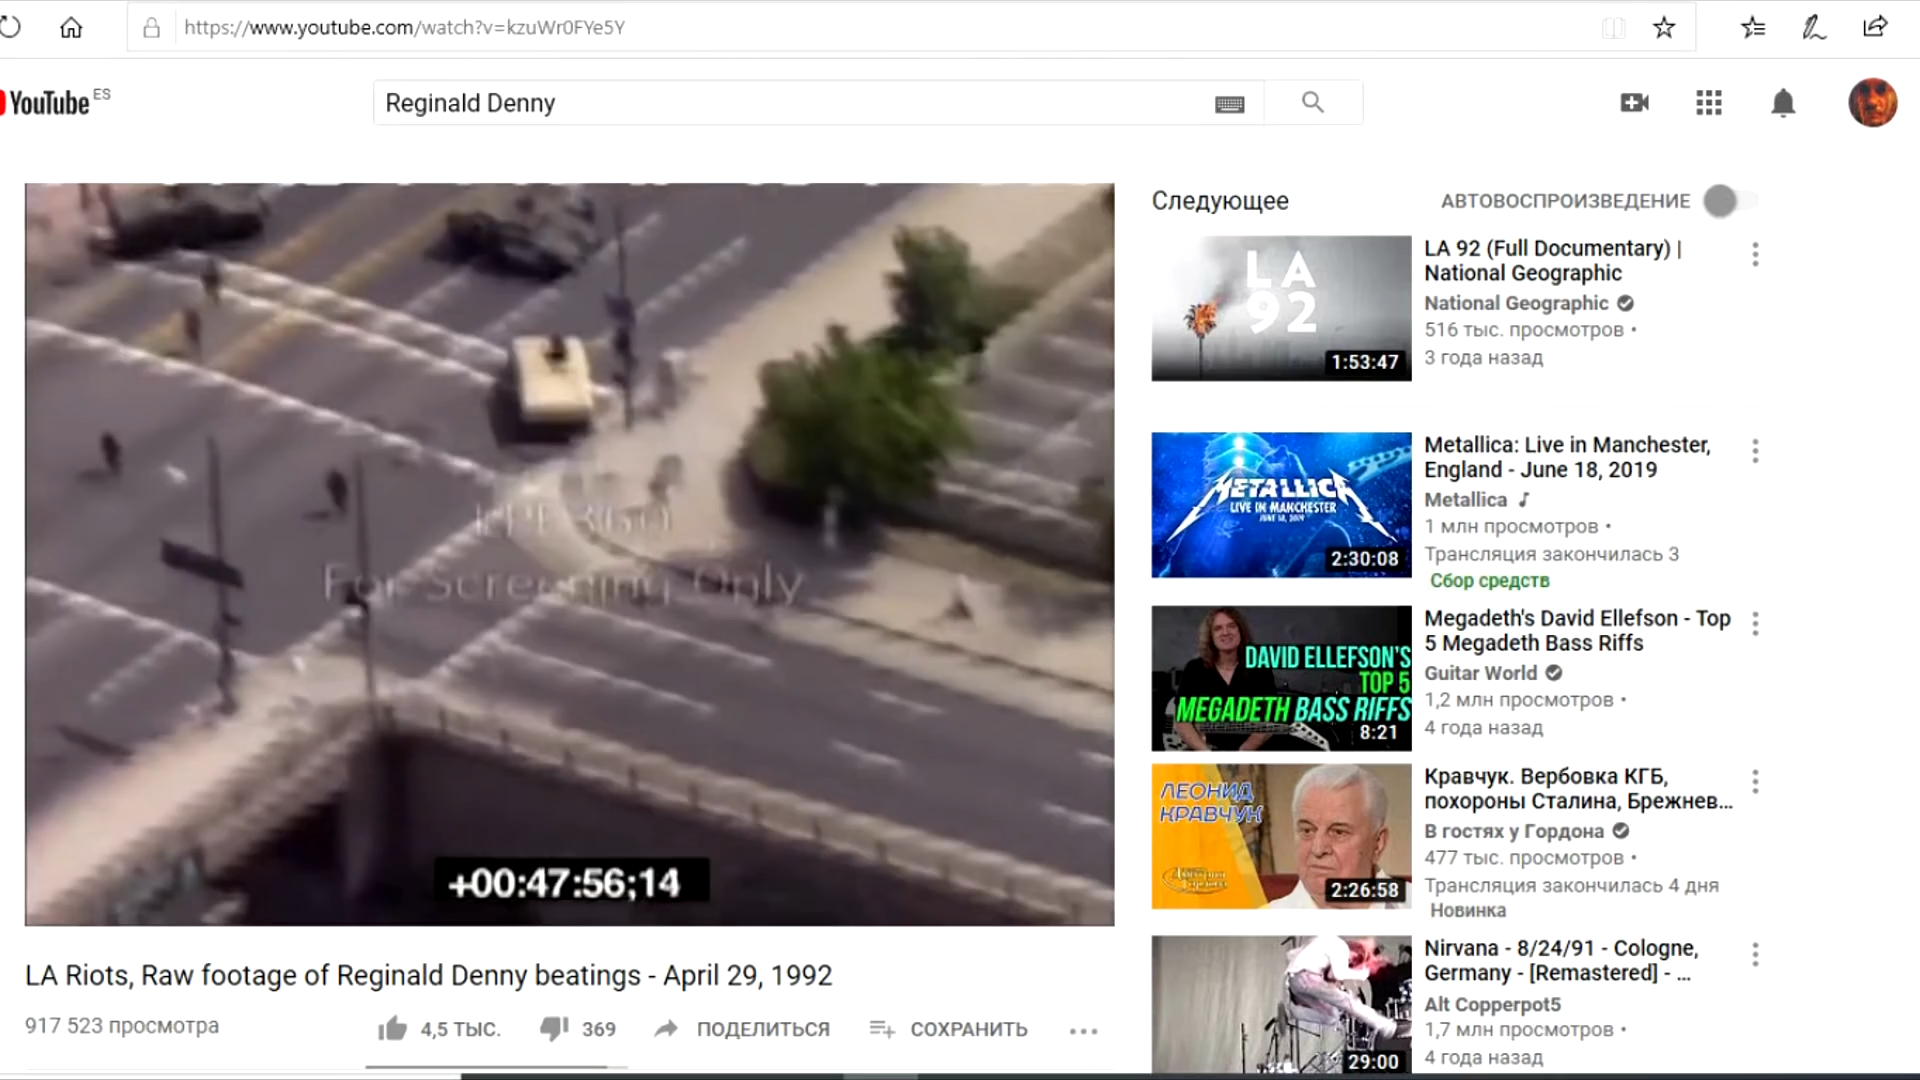 https://www.youtube.com/watch?v=kzuWr0FYe5Y
YouTube ES
Reginald Denny
For Screening Only
+00:47:56;14
LA Riots, Raw footage of Reginald Denny beatings - April 29, 1992
917 523 просмотра
4,5 ТЫС.
369
ПОДЕЛИТЬСЯ
СОХРАНИТЬ
Следующее
АВТОВОСПРОИЗВЕДЕНИЕ
LA
92
1:53:47
LA 92 (Full Documentary) |
National Geographic
National Geographic
516 тыс. просмотров •
3 года назад
METALLICA
LIVE IN MANCHESTER
JUNE 18, 2019
2:30:08
Metallica: Live in Manchester,
England - June 18, 2019
Metallica
1 млн просмотров •
Трансляция закончилась 3
Сбор средств
DAVID ELLEFSON'S
TOP 5
MEGADETH BASS RIFFS
8:21
Megadeth's David Ellefson - Top
5 Megadeth Bass Riffs
Guitar World
1,2 млн просмотров •
4 года назад
ЛЕОНИД
КРАВЧУК
2:26:58
Кравчук. Вербовка КГБ,
похороны Сталина, Брежнев...
В гостях у Гордона
477 тыс. просмотров •
Трансляция закончилась 4 дня
Новинка
29:00
Nirvana - 8/24/91 - Cologne,
Germany - [Remastered] - ...
Alt Copperpot5
1,7 млн просмотров •
4 года назад